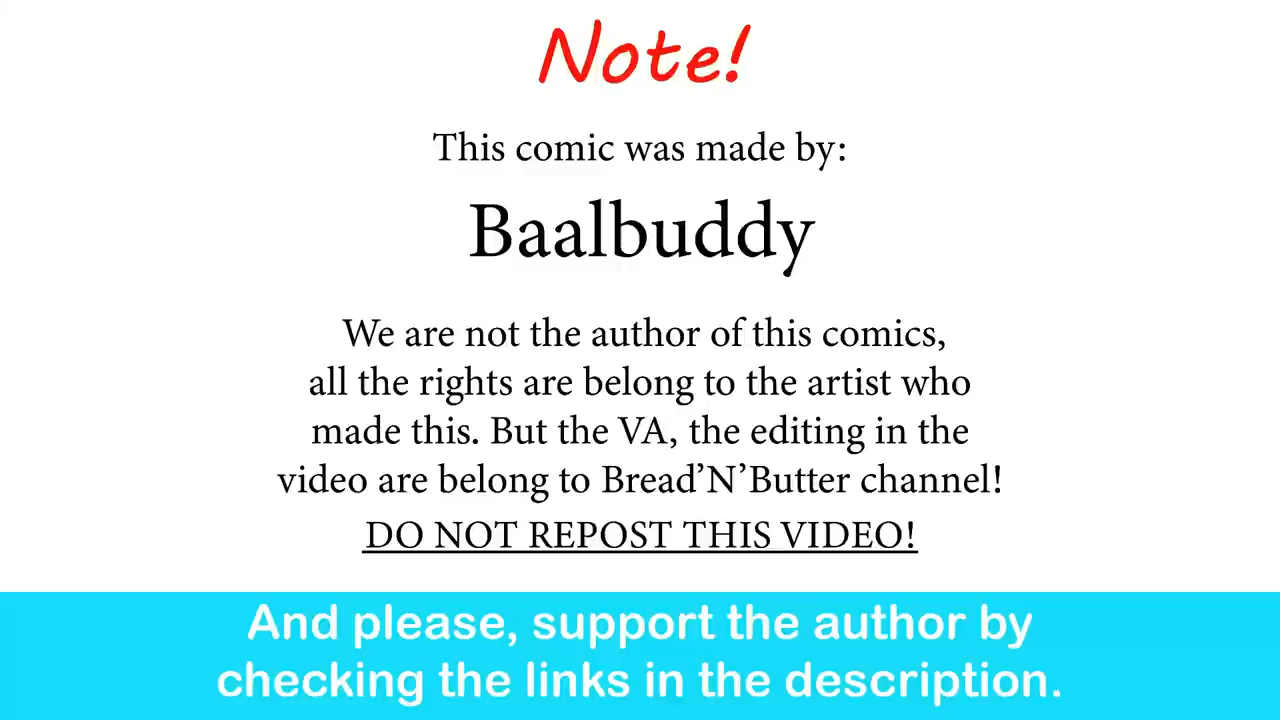 Note!
This comic was made by:
Baalbuddy
We are not the author of this comics,
all the rights are belong to the artist who
made this. But the VA, the editing in the
video are belong to Bread’N’Butter channel!
DO NOT REPOST THIS VIDEO!
And please, support the author by
checking the links in the description.